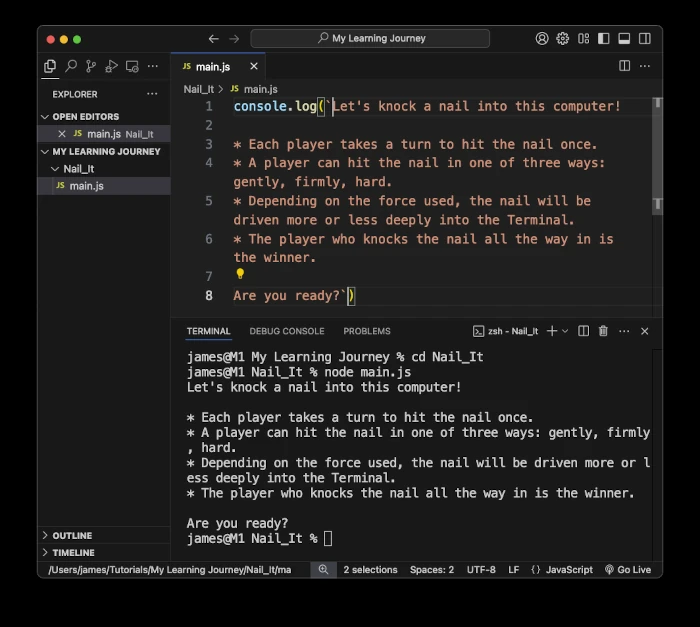 My Learning Journey
EXPLORER
OPEN EDITORS
JS main.js Nail_It
MY LEARNING JOURNEY
Nail_It
JS main.js
OUTLINE
TIMELINE
JS main.js
Nail_It > JS main.js
1 console.log(`Let's knock a nail into this computer!
2
3 * Each player takes a turn to hit the nail once.
4 * A player can hit the nail in one of three ways:
gently, firmly, hard.
5 * Depending on the force used, the nail will be
driven more or less deeply into the Terminal.
6 * The player who knocks the nail all the way in is
the winner.
7
8 Are you ready?`)
TERMINAL DEBUG CONSOLE PROBLEMS
zsh - Nail_It
james@M1 My Learning Journey % cd Nail_It
james@M1 Nail_It % node main.js
Let's knock a nail into this computer!
* Each player takes a turn to hit the nail once.
* A player can hit the nail in one of three ways: gently, firmly
, hard.
* Depending on the force used, the nail will be driven more or l
ess deeply into the Terminal.
* The player who knocks the nail all the way in is the winner.
Are you ready?
james@M1 Nail_It %
/Users/james/Tutorials/My Learning Journey/Nail_It/ma
2 selections Spaces: 2 UTF-8 LF {} JavaScript Go Live